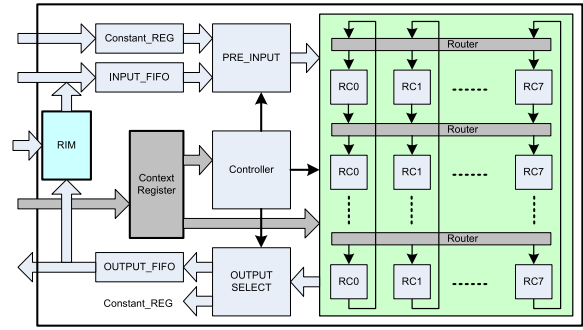 Constant_REG
PRE_INPUT
INPUT_FIFO
RIM
Context
Register
Controller
OUTPUT_FIFO
OUTPUT
SELECT
Constant_REG
Router
RC0 RC1 RC7
Router
RC0 RC1 RC7
Router
RC0 RC1 RC7